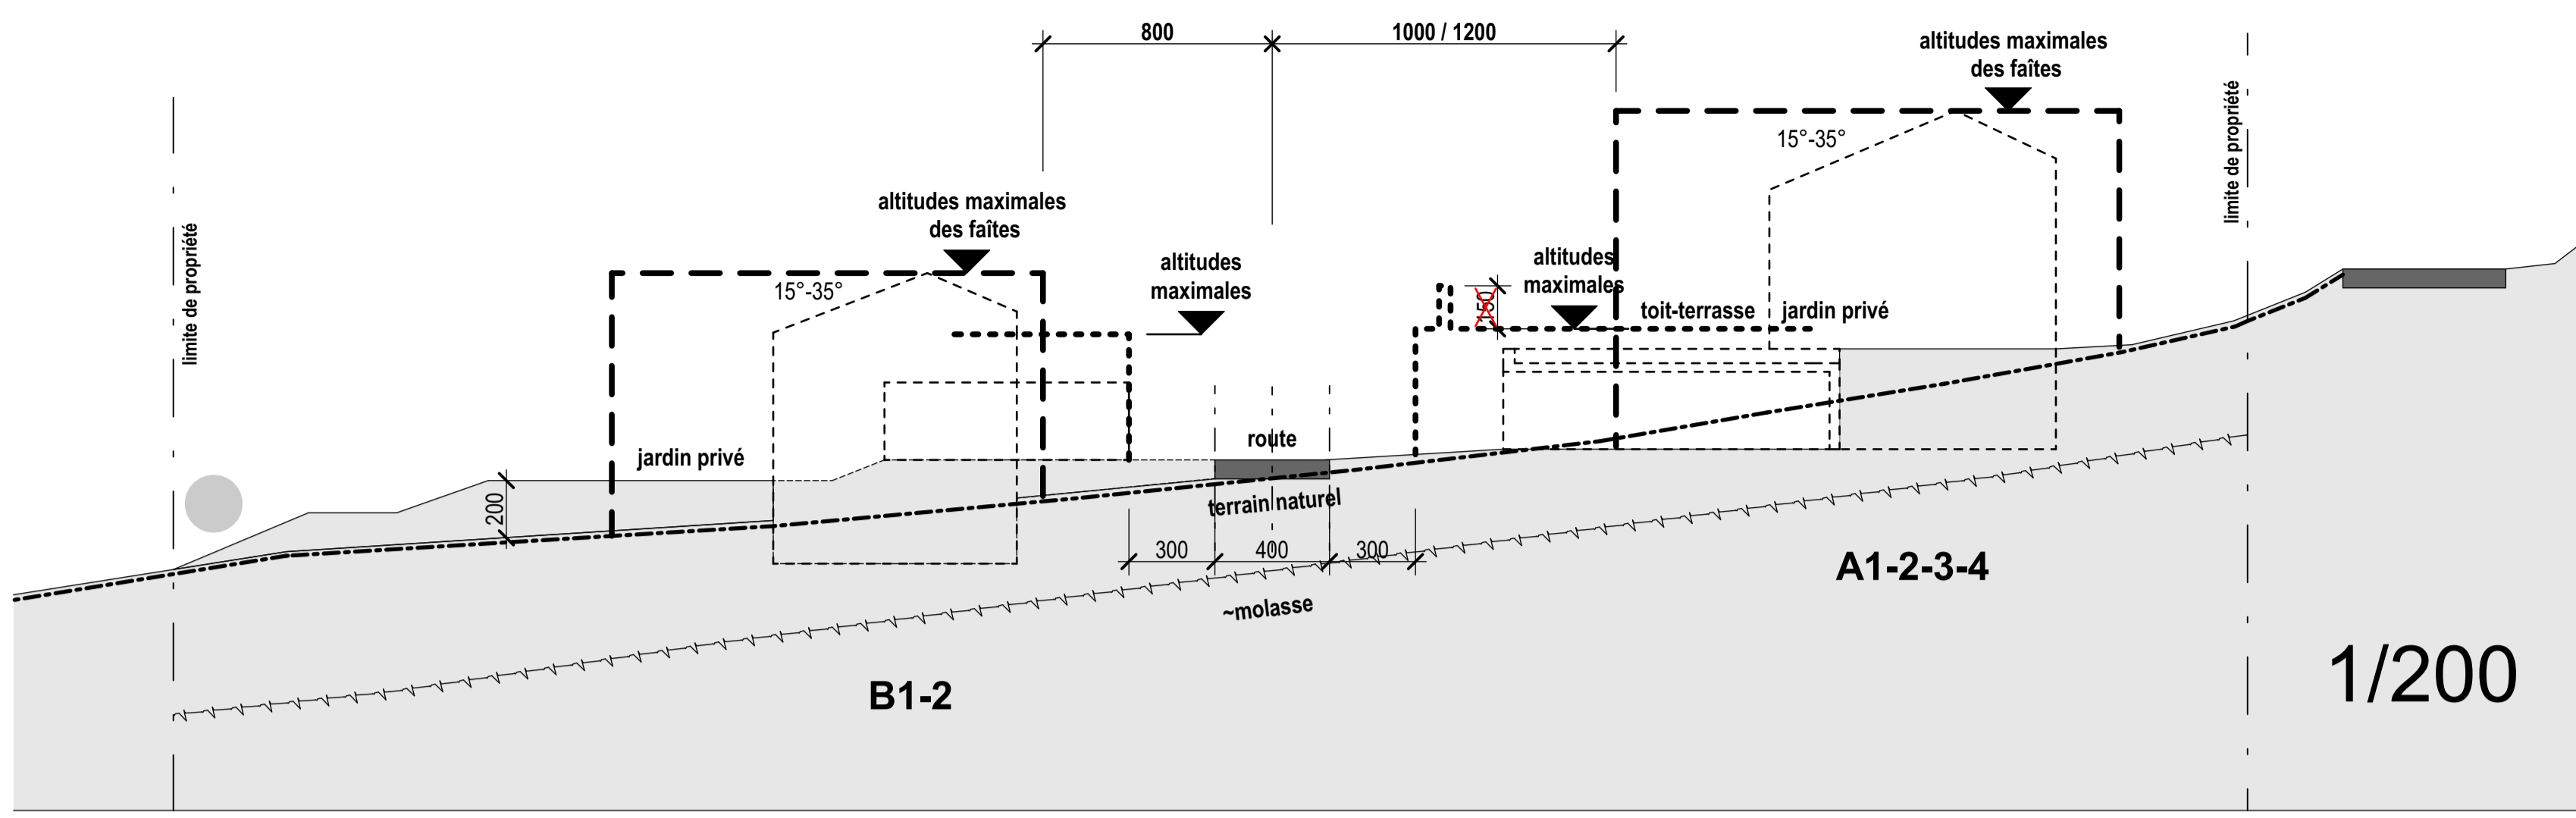 800
1000 / 1200
altitudes maximales
des faîtes
limite de propriété
15°-35°
altitudes maximales
des faîtes
limite de propriété
15°-35°
altitudes
maximales
altitudes
maximales
150
toit-terrasse
jardin privé
route
jardin privé
200
terrain naturel
300
400
300
~molasse
A1-2-3-4
B1-2
1/200